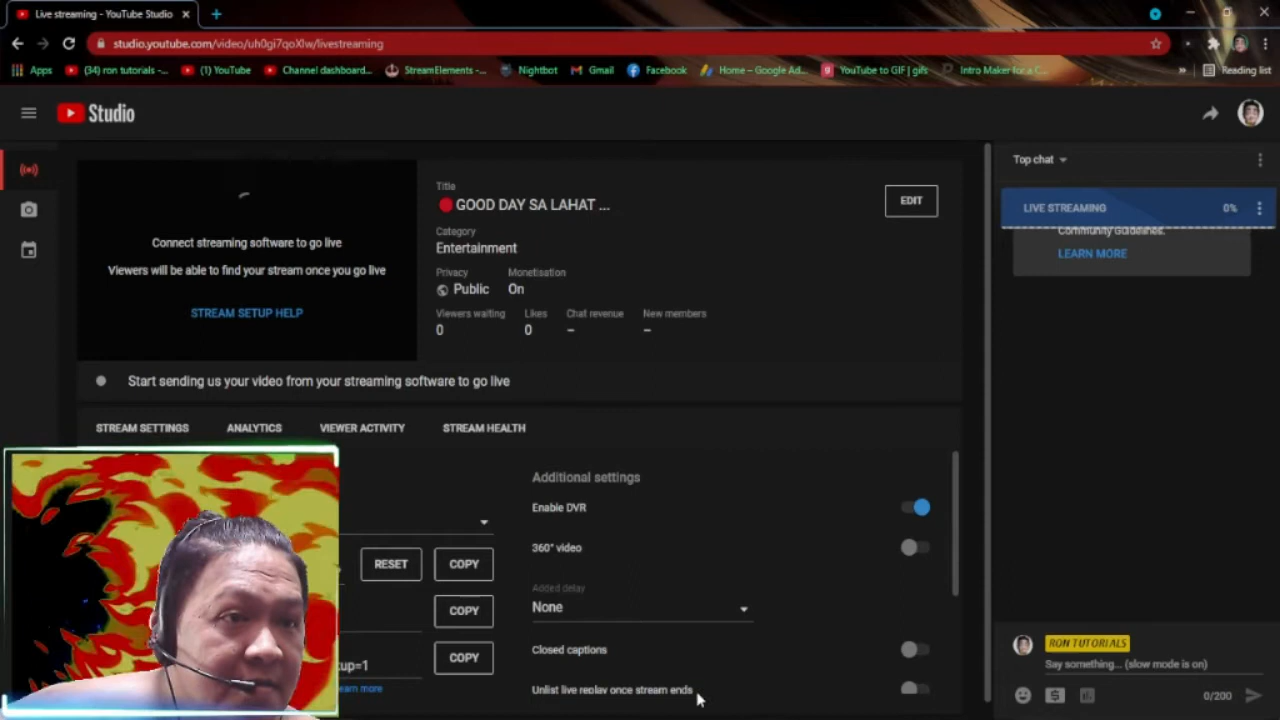 Live streaming - YouTube Studio
studio.youtube.com/video/uh0gi7qoXlw/livestreaming
Apps
(34) ron tutorials -...
(1) YouTube
Channel dashboard...
StreamElements -...
Nightbot
Gmail
Facebook
Home – Google Ad...
YouTube to GIF | gifs
Intro Maker for a C...
Reading list
Studio
Connect streaming software to go live
Viewers will be able to find your stream once you go live
STREAM SETUP HELP
Title
GOOD DAY SA LAHAT ...
EDIT
Category
Entertainment
Privacy
Monetisation
Public
On
Viewers waiting
Likes
Chat revenue
New members
0
0
–
–
Start sending us your video from your streaming software to go live
STREAM SETTINGS
ANALYTICS
VIEWER ACTIVITY
STREAM HEALTH
RESET
COPY
COPY
kup=1
COPY
earn more
Additional settings
Enable DVR
360° video
Added delay
None
Closed captions
Unlist live replay once stream ends
Top chat
LIVE STREAMING
0%
Community Guidelines.
LEARN MORE
RON TUTORIALS
Say something... (slow mode is on)
0/200